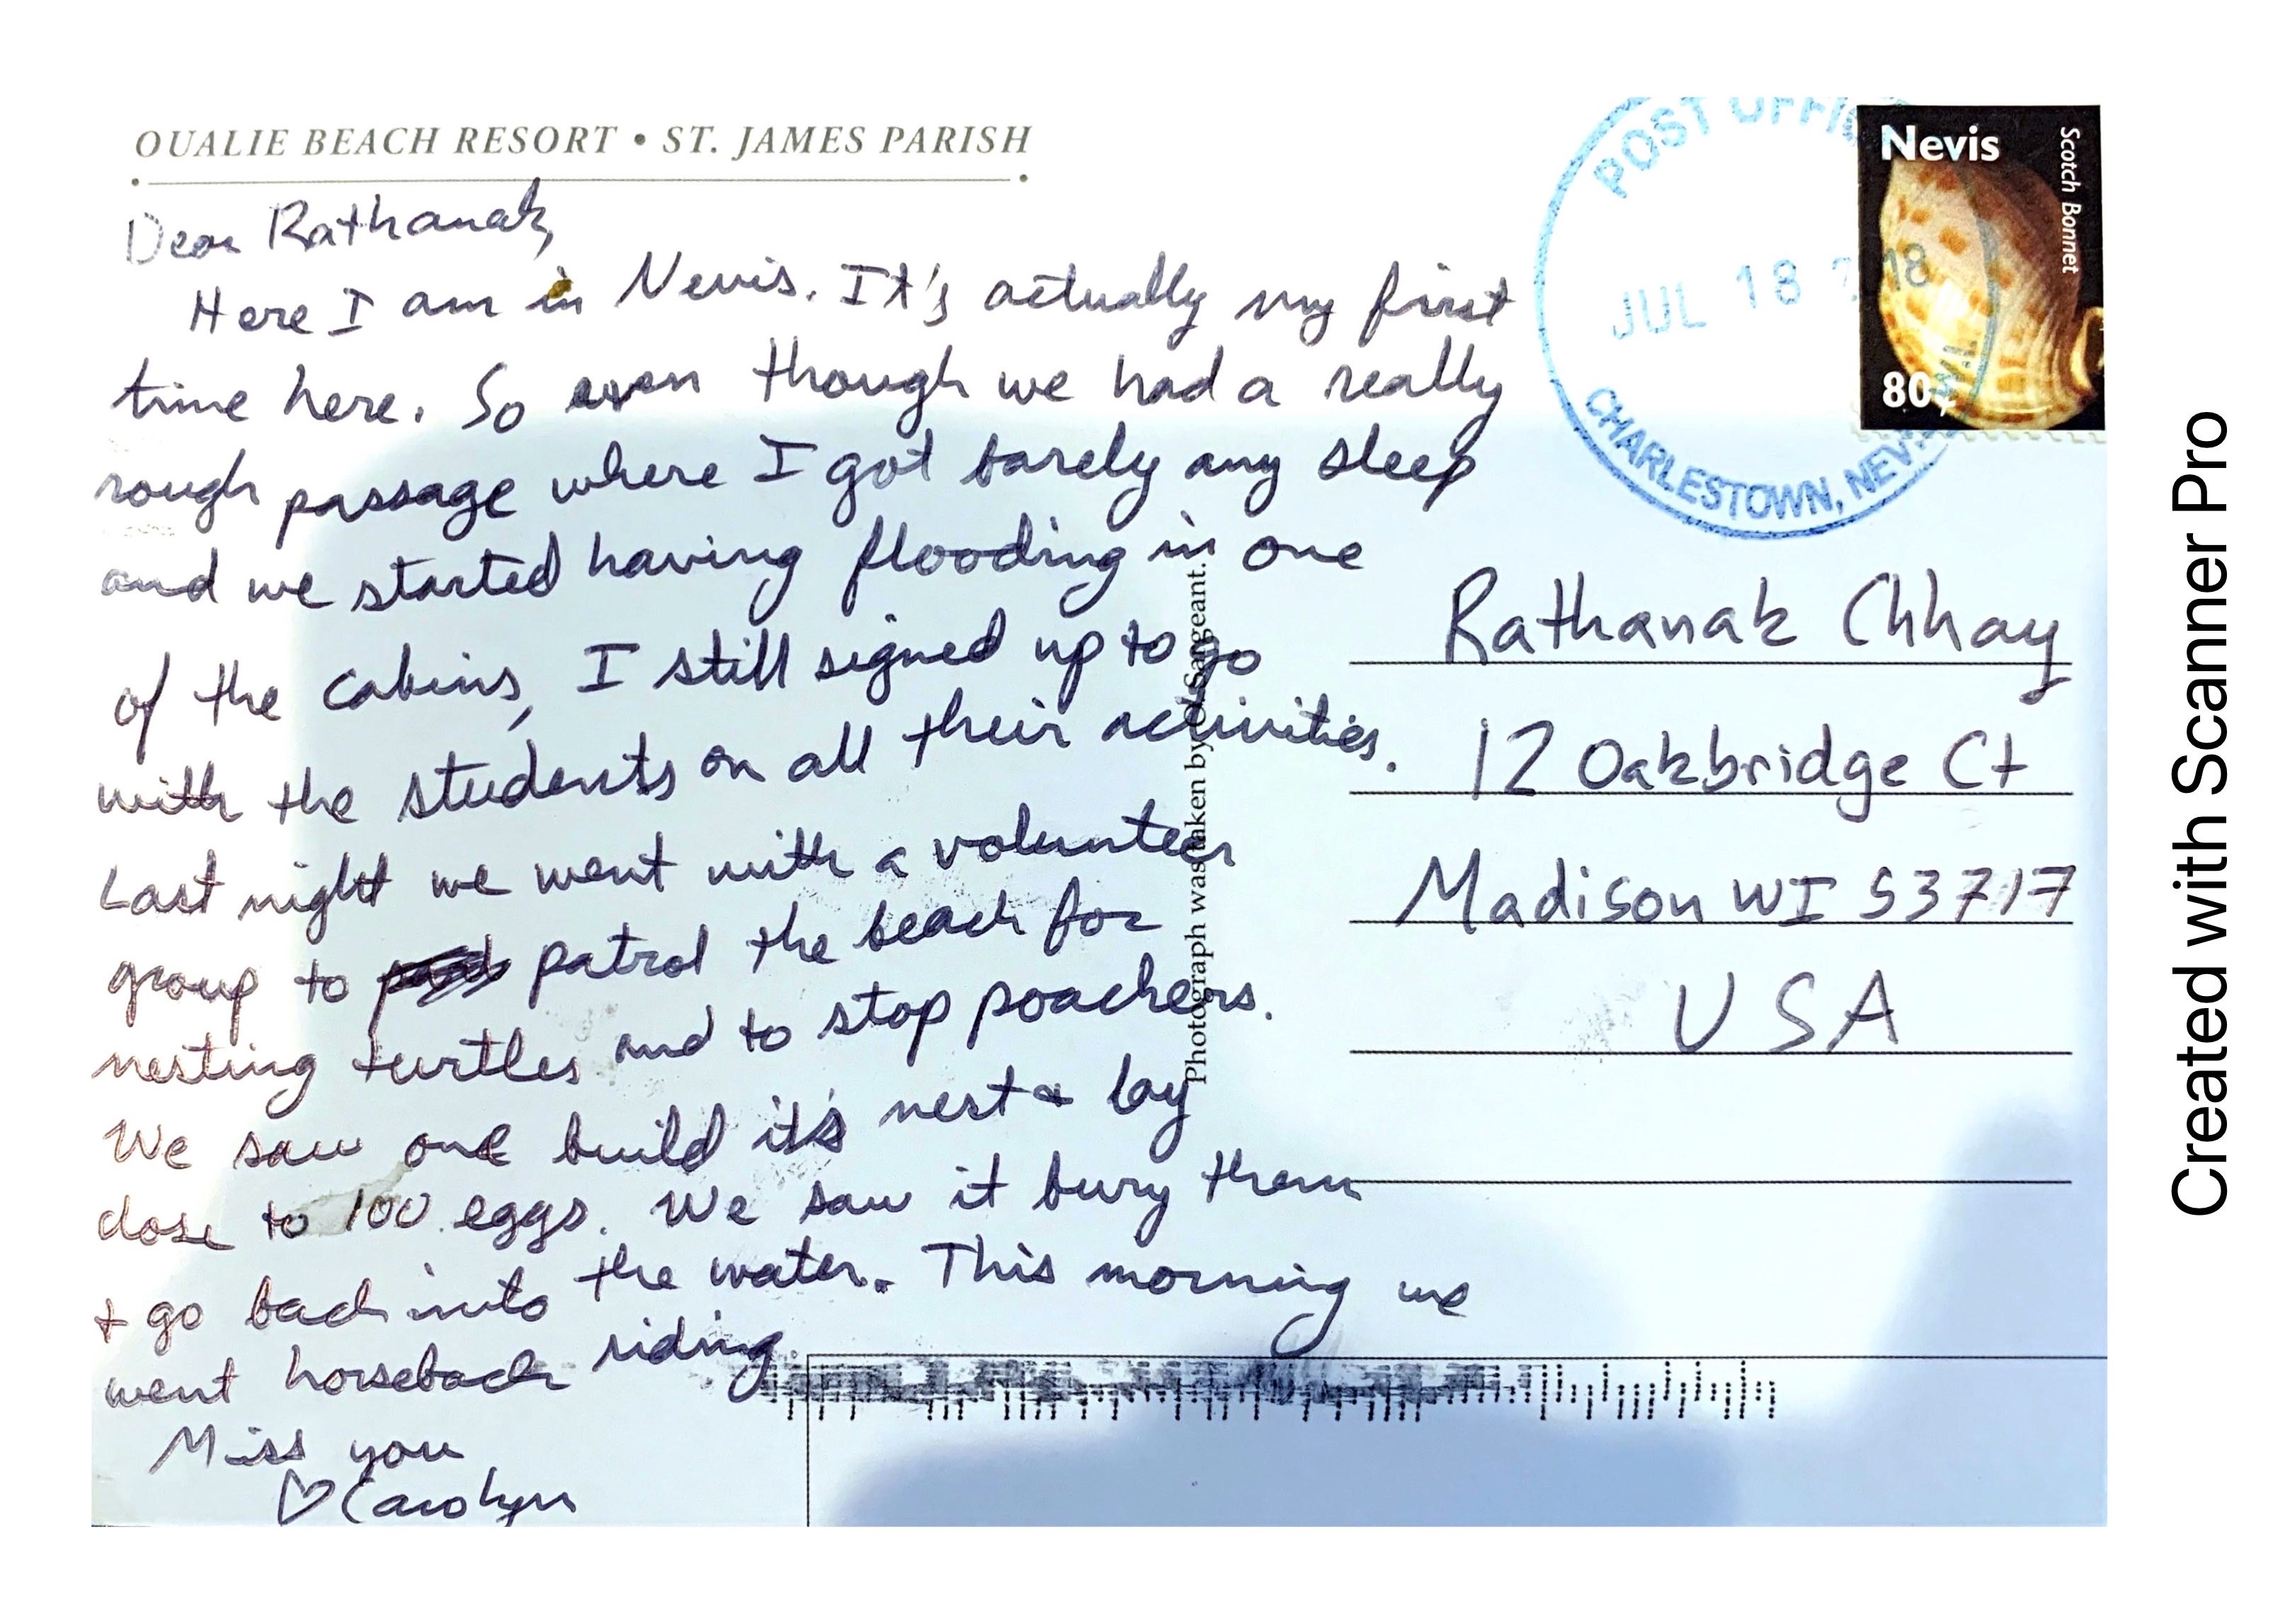 OUALIE BEACH RESORT • ST. JAMES PARISH
Dear Rathanak,
Here I am in Nevis. It's actually my first
time here. So even though we had a really
rough passage where I got barely any sleep
and we started having flooding in one
of the cabins, I still signed up to go
with the students on all their activities.
Last night we went with a volunteer
group to patrol the beach for
nesting turtles and to stop poachers.
We saw one build it's nest & lay
close to 100 eggs. We saw it bury them
& go back into the water. This morning we
went horseback riding
Miss you
♡ Carolyn
Photograph was taken by O. Sargeant.
POST OFFICE
JUL 18 18
CHARLESTOWN, NEVIS
Nevis
Scotch Bonnet
80¢
Rathanak Chhay
12 Oakbridge Ct
Madison WI 53717
USA
Created with Scanner Pro